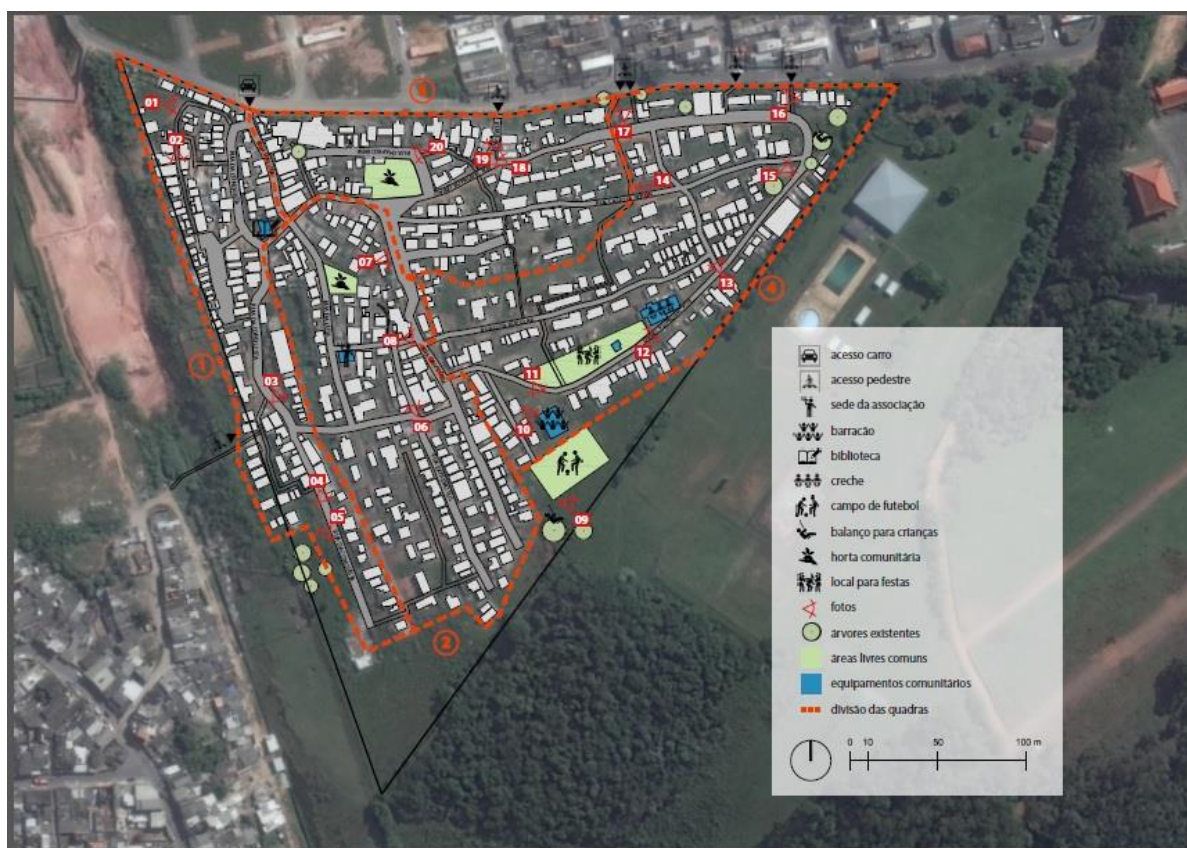 01
02
20
19
18
17
16
15
14
07
13
08
12
11
03
10
06
04
05
09
①
②
④
acesso carro
acesso pedestre
sede da associação
barracão
biblioteca
creche
campo de futebol
balanço para crianças
horta comunitária
local para festas
fotos
árvores existentes
áreas livres comuns
equipamentos comunitários
divisão das quadras
0 10 50 100 m